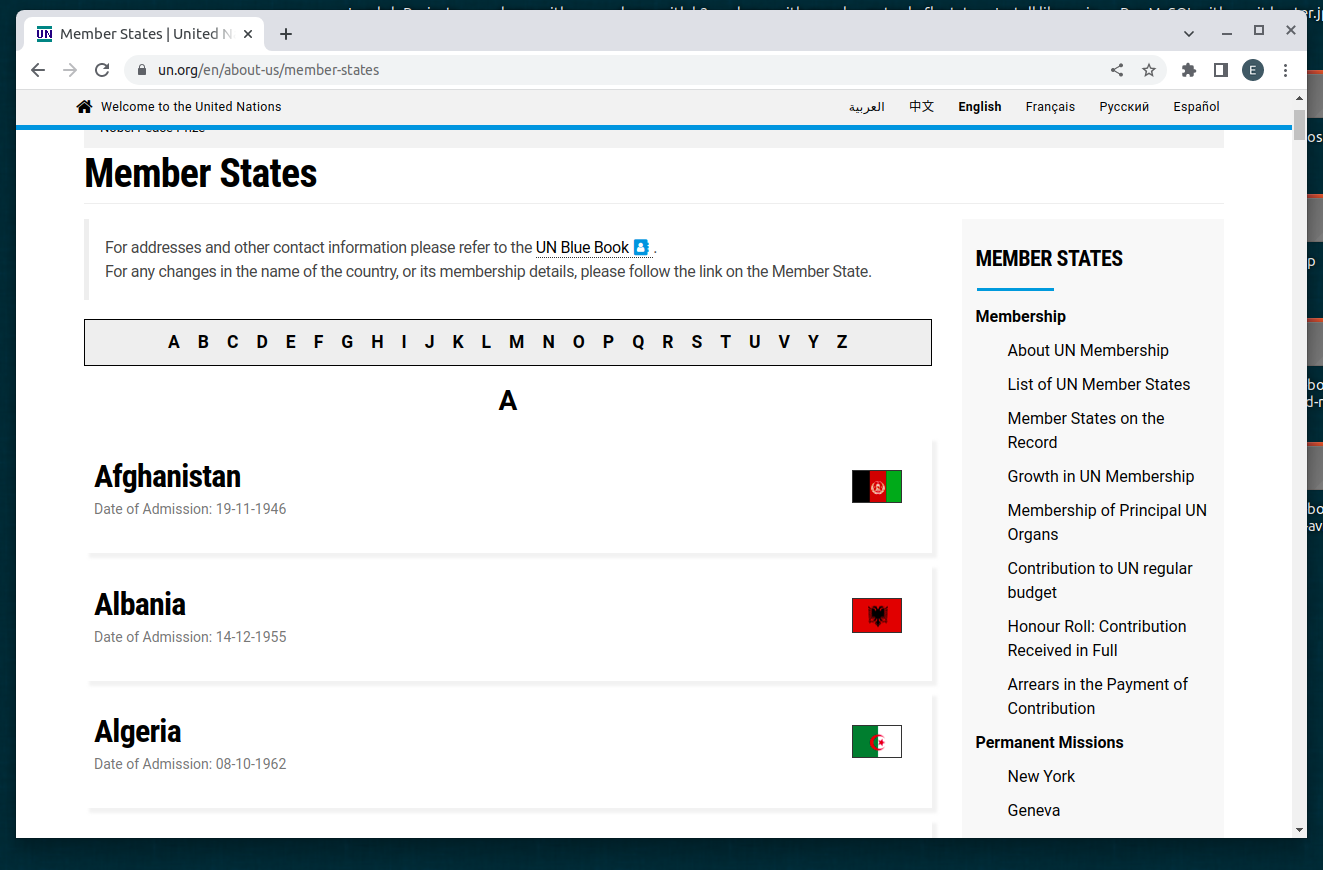 Member States | United N
un.org/en/about-us/member-states
E
Welcome to the United Nations
العربية
中文
English
Français
Русский
Español
Nobel Peace Prize
Member States
For addresses and other contact information please refer to the UN Blue Book .
For any changes in the name of the country, or its membership details, please follow the link on the Member State.
A B C D E F G H I J K L M N O P Q R S T U V Y Z
A
Afghanistan
Date of Admission: 19-11-1946
Albania
Date of Admission: 14-12-1955
Algeria
Date of Admission: 08-10-1962
MEMBER STATES
Membership
About UN Membership
List of UN Member States
Member States on the
Record
Growth in UN Membership
Membership of Principal UN
Organs
Contribution to UN regular
budget
Honour Roll: Contribution
Received in Full
Arrears in the Payment of
Contribution
Permanent Missions
New York
Geneva